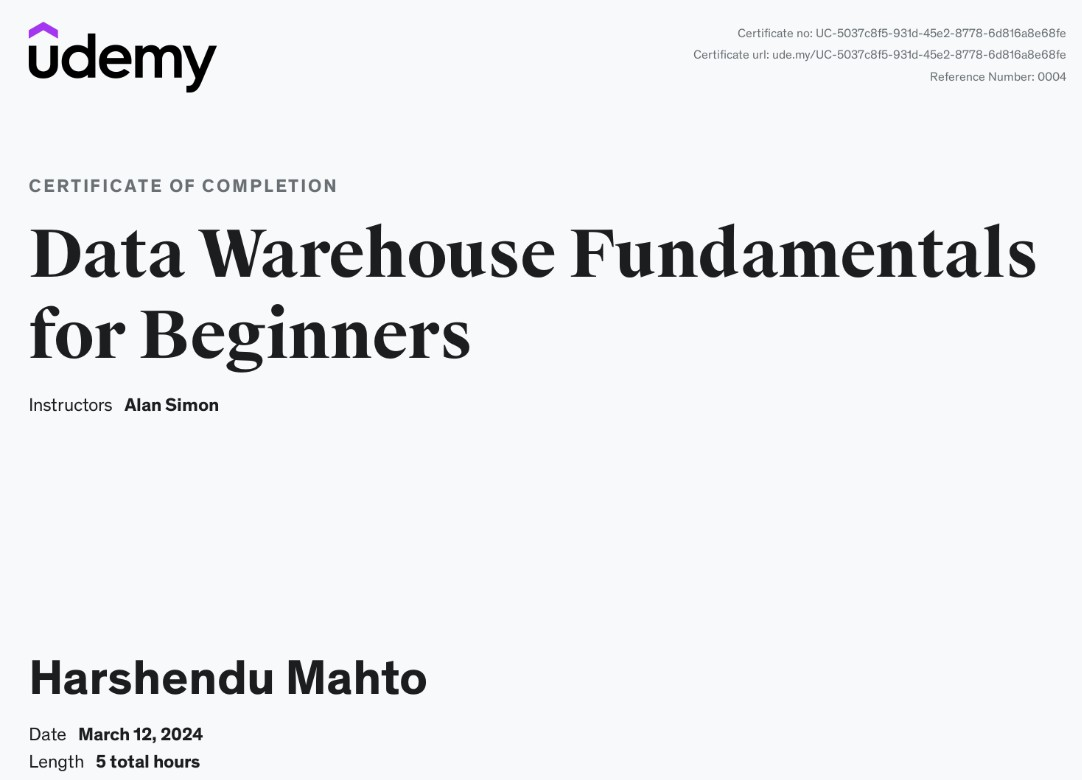 udemy
Certificate no: UC-5037c8f5-931d-45e2-8778-6d816a8e68fe
Certificate url: ude.my/UC-5037c8f5-931d-45e2-8778-6d816a8e68fe
Reference Number: 0004
CERTIFICATE OF COMPLETION
Data Warehouse Fundamentals
for Beginners
Instructors Alan Simon
Harshendu Mahto
Date March 12, 2024
Length 5 total hours